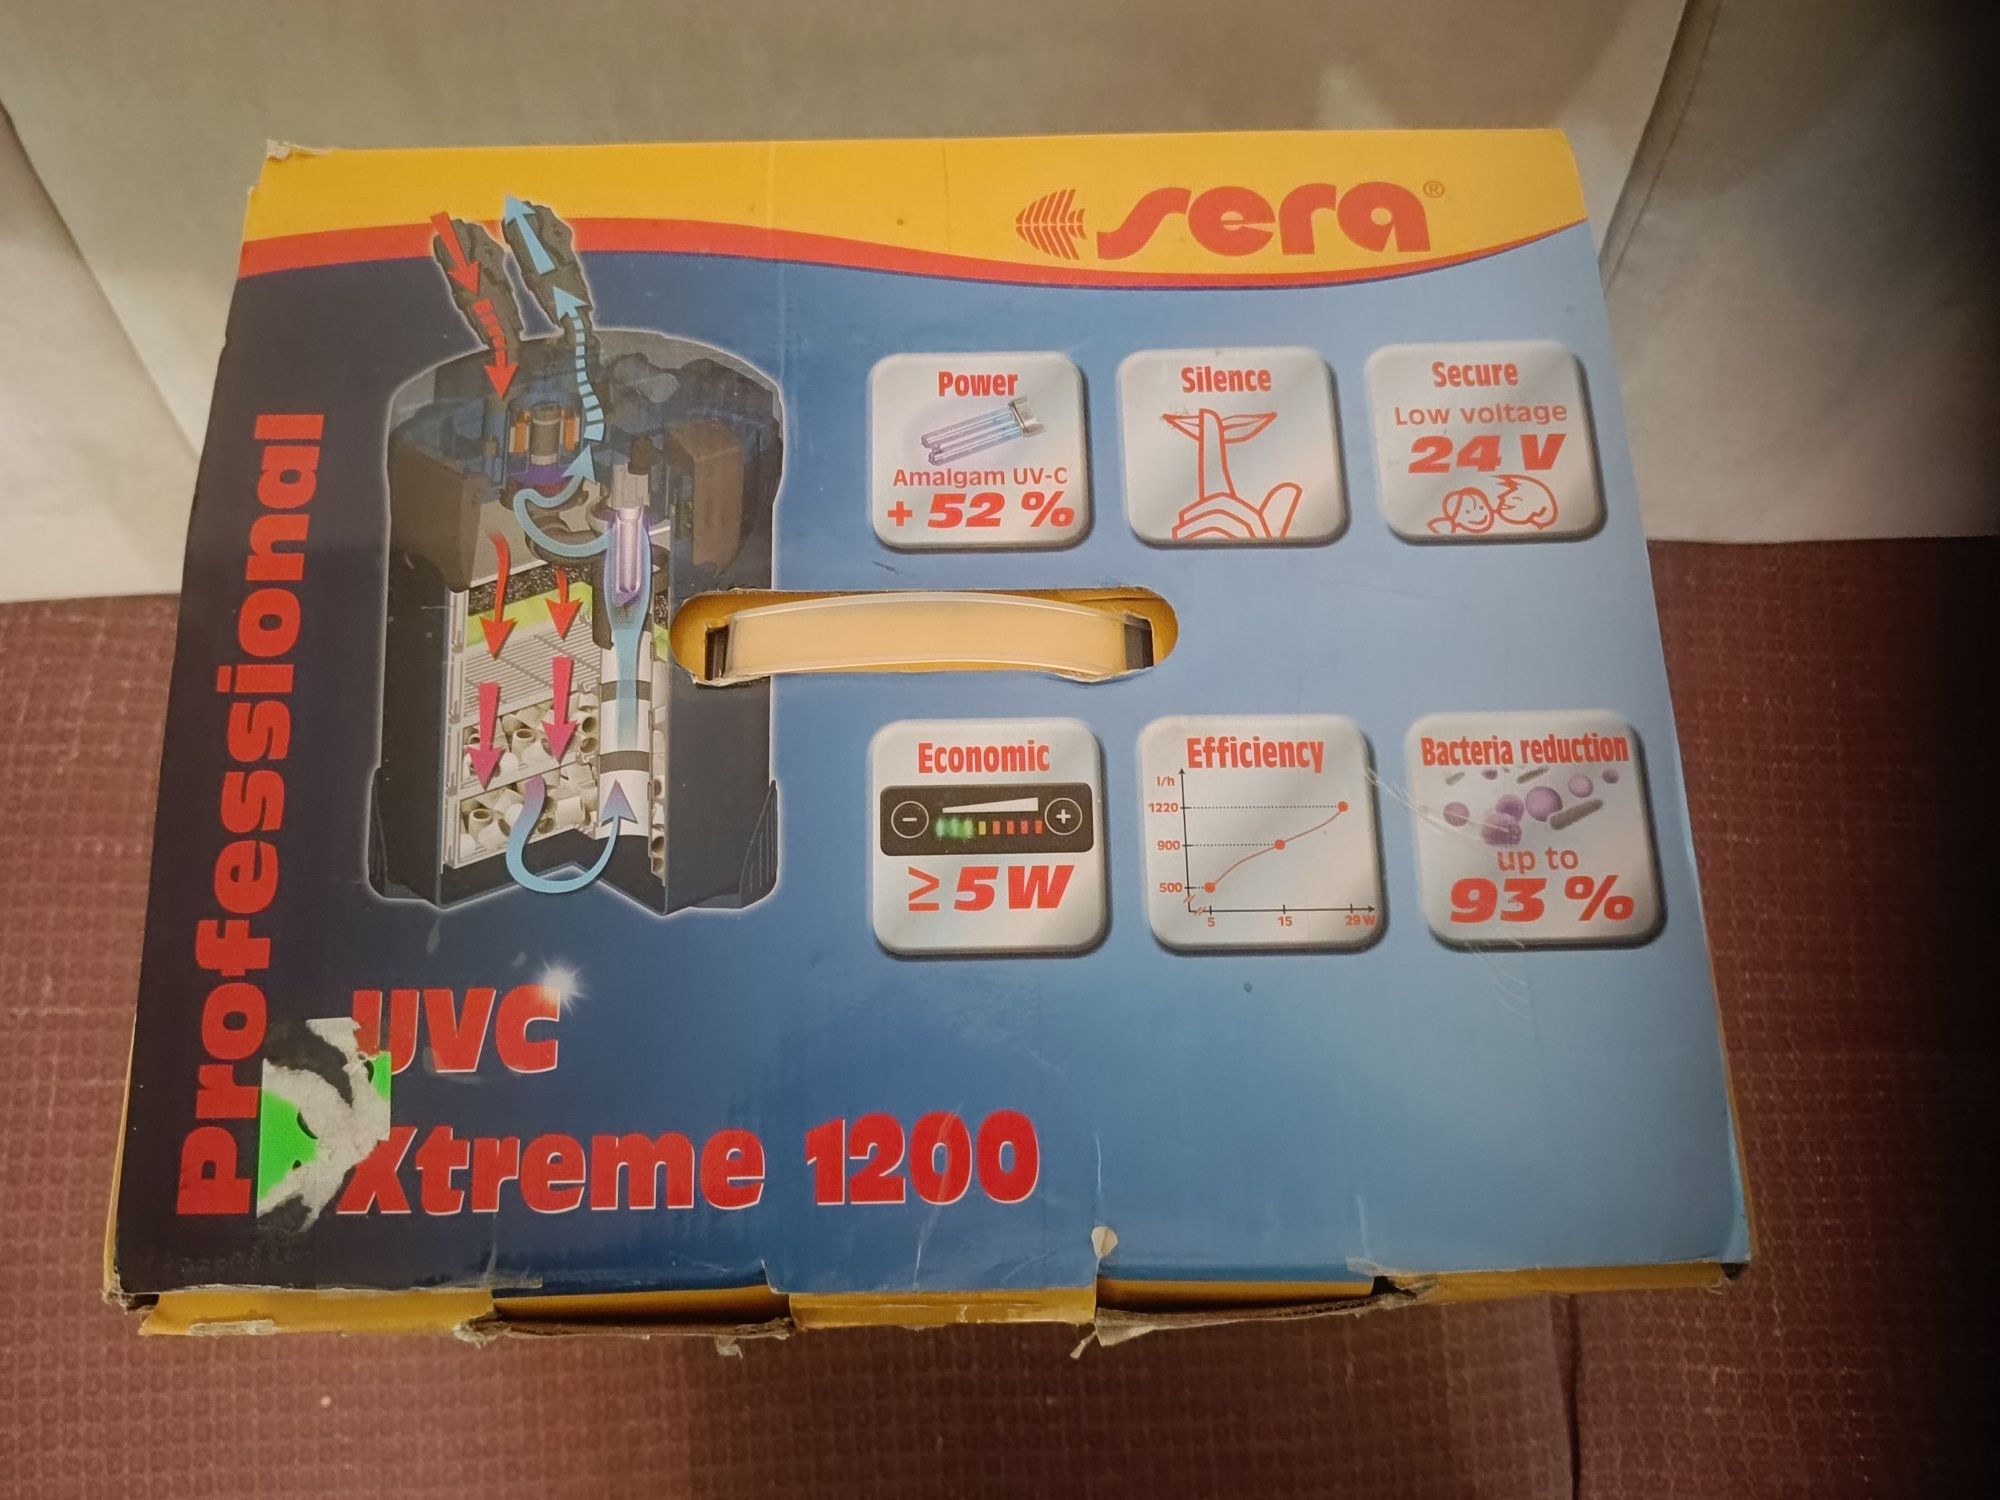 sera®
Professional
Power
Amalgam UV-C
+ 52 %
Silence
Secure
Low voltage
24 V
Economic
− +
≥ 5 W
Efficiency
l/h
1220
900
500
5 15 29 W
Bacteria reduction
up to
93 %
UVC
Xtreme 1200